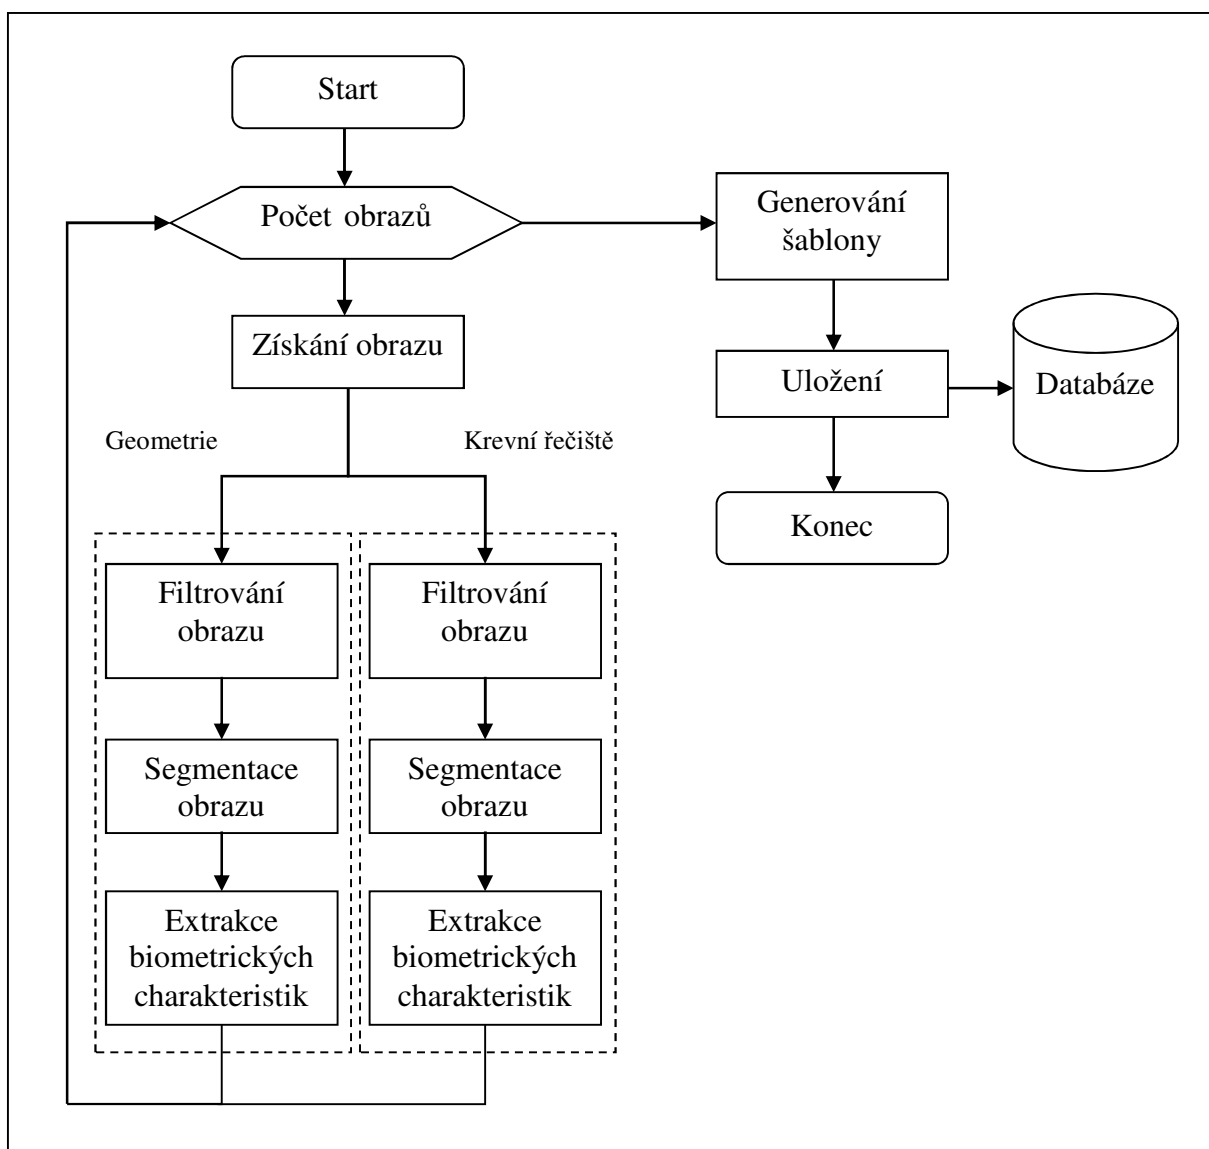 Start
Počet obrazů
Generování
šablony
Získání obrazu
Uložení
Databáze
Geometrie
Krevní řečiště
Konec
Filtrování
obrazu
Filtrování
obrazu
Segmentace
obrazu
Segmentace
obrazu
Extrakce
biometrických
charakteristik
Extrakce
biometrických
charakteristik